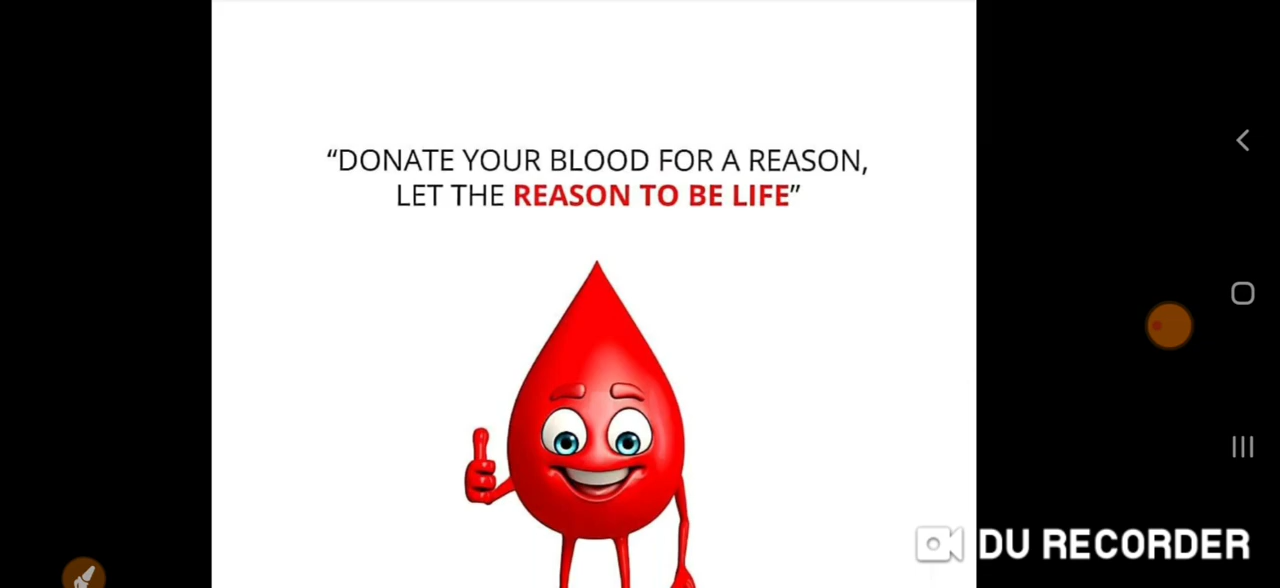 “DONATE YOUR BLOOD FOR A REASON,
LET THE REASON TO BE LIFE”
DU RECORDER